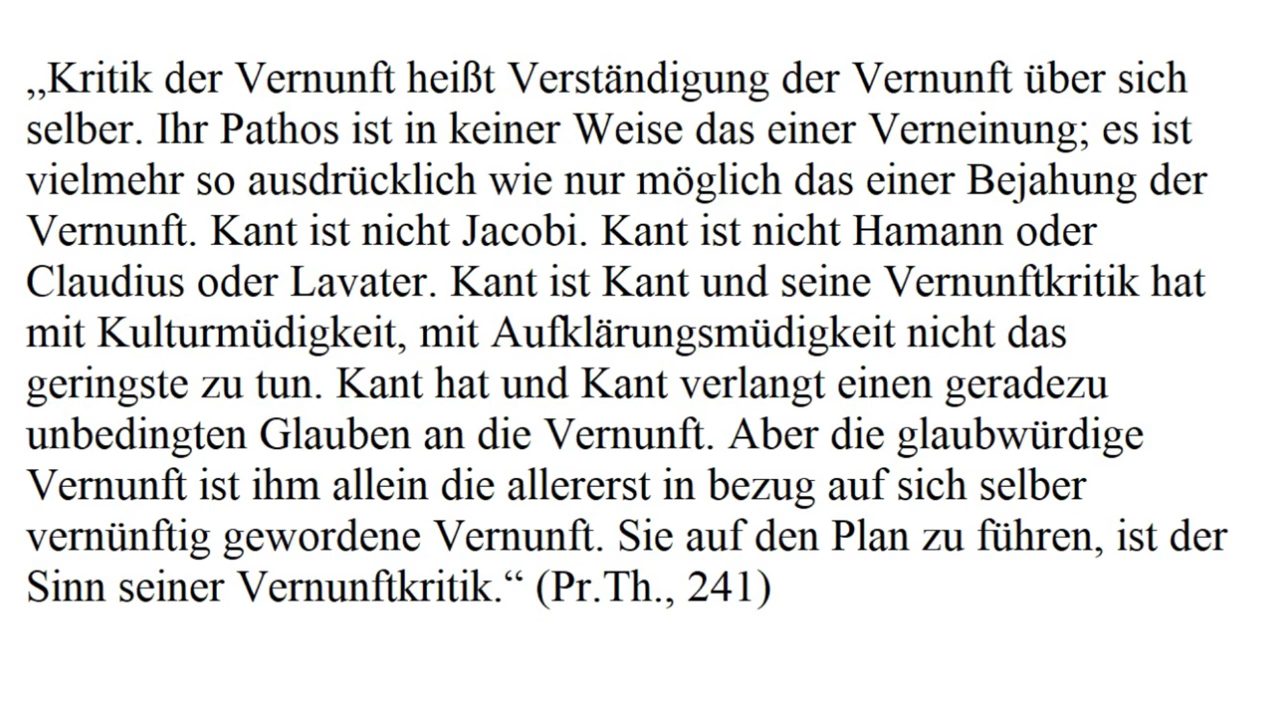 „Kritik der Vernunft heißt Verständigung der Vernunft über sich
selber. Ihr Pathos ist in keiner Weise das einer Verneinung; es ist
vielmehr so ausdrücklich wie nur möglich das einer Bejahung der
Vernunft. Kant ist nicht Jacobi. Kant ist nicht Hamann oder
Claudius oder Lavater. Kant ist Kant und seine Vernunftkritik hat
mit Kulturmüdigkeit, mit Aufklärungsmüdigkeit nicht das
geringste zu tun. Kant hat und Kant verlangt einen geradezu
unbedingten Glauben an die Vernunft. Aber die glaubwürdige
Vernunft ist ihm allein die allererst in bezug auf sich selber
vernünftig gewordene Vernunft. Sie auf den Plan zu führen, ist der
Sinn seiner Vernunftkritik.“ (Pr.Th., 241)